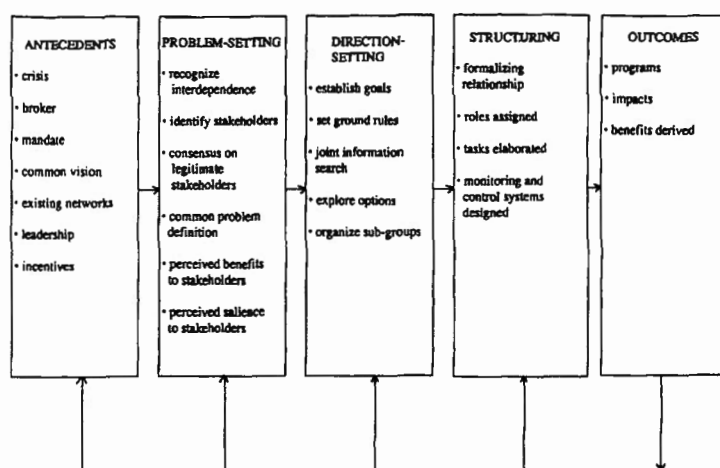 ANTECEDENTS
• crisis
• broker
• mandate
• common vision
• existing networks
• leadership
• incentives
PROBLEM-SETTING
• recognize
interdependence
• identify stakeholders
• consensus on
legitimate
stakeholders
• common problem
definition
• perceived benefits
to stakeholders
• perceived salience
to stakeholders
DIRECTION-
SETTING
• establish goals
• set ground rules
• joint information
search
• explore options
• organize sub-groups
STRUCTURING
• formalizing
relationship
• roles assigned
• tasks elaborated
• monitoring and
control systems
designed
OUTCOMES
• programs
• impacts
• benefits derived